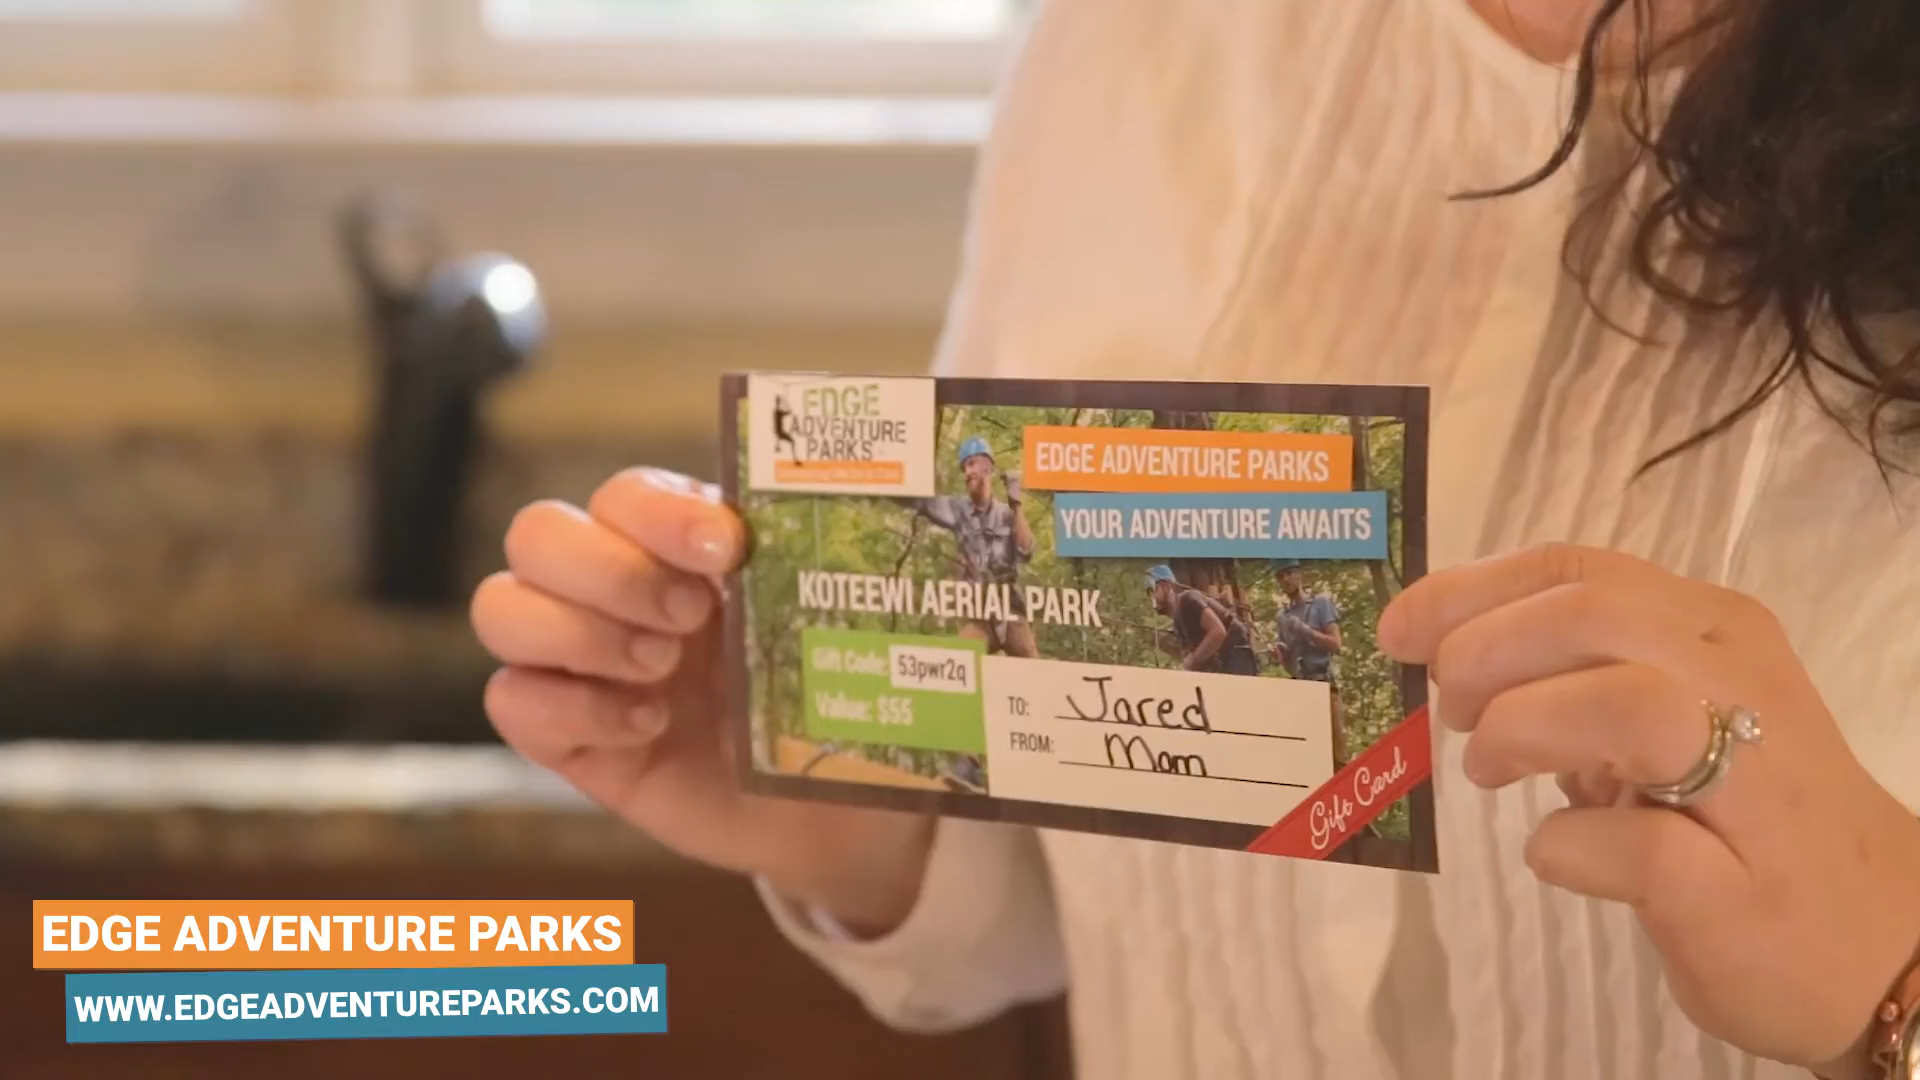 EDGE
ADVENTURE
PARKS
EDGE ADVENTURE PARKS
YOUR ADVENTURE AWAITS
KOTEEWI AERIAL PARK
Gift Code: 53pwr2q
Value: $55
TO: Jared
FROM: Mom
Gift Card
EDGE ADVENTURE PARKS
WWW.EDGEADVENTUREPARKS.COM